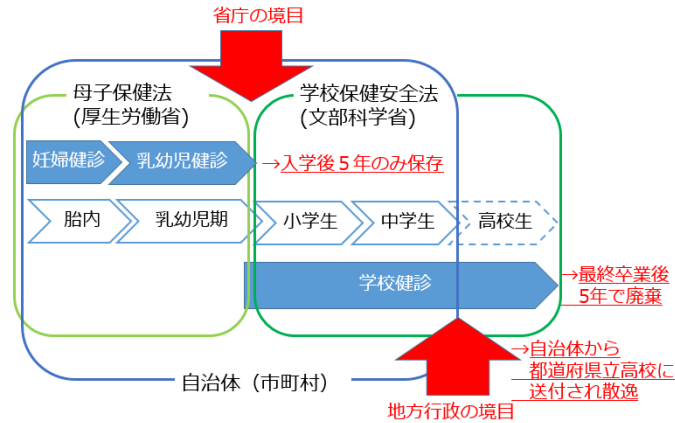 省庁の境目
母子保健法
(厚生労働省)
学校保健安全法
(文部科学省)
妊婦健診
乳幼児健診
→入学後５年のみ保存
胎内
乳幼児期
小学生
中学生
高校生
学校健診
→最終卒業後
5年で廃棄
→自治体から
都道府県立高校に
送付され散逸
自治体（市町村）
地方行政の境目